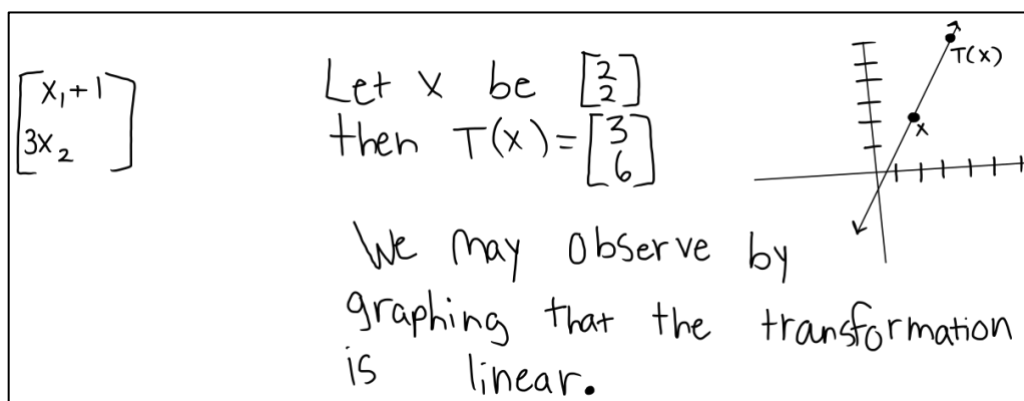 [x₁+1
3x₂]
Let x be [2
2]
then T(x)=[3
6]
T(x)
x
We may observe by
graphing that the transformation
is linear.